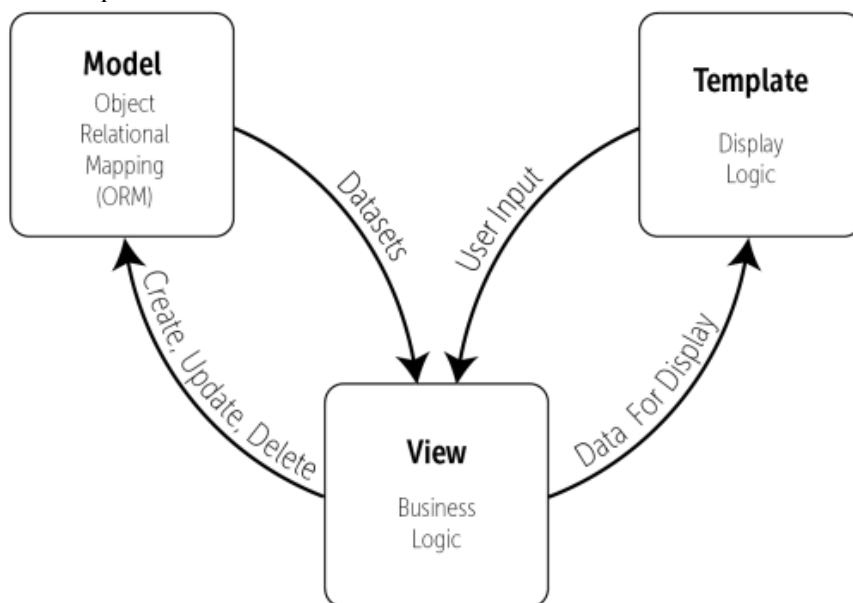 Model
Object
Relational
Mapping
(ORM)
Template
Display
Logic
Datasets
User Input
Create, Update, Delete
Data For Display
View
Business
Logic